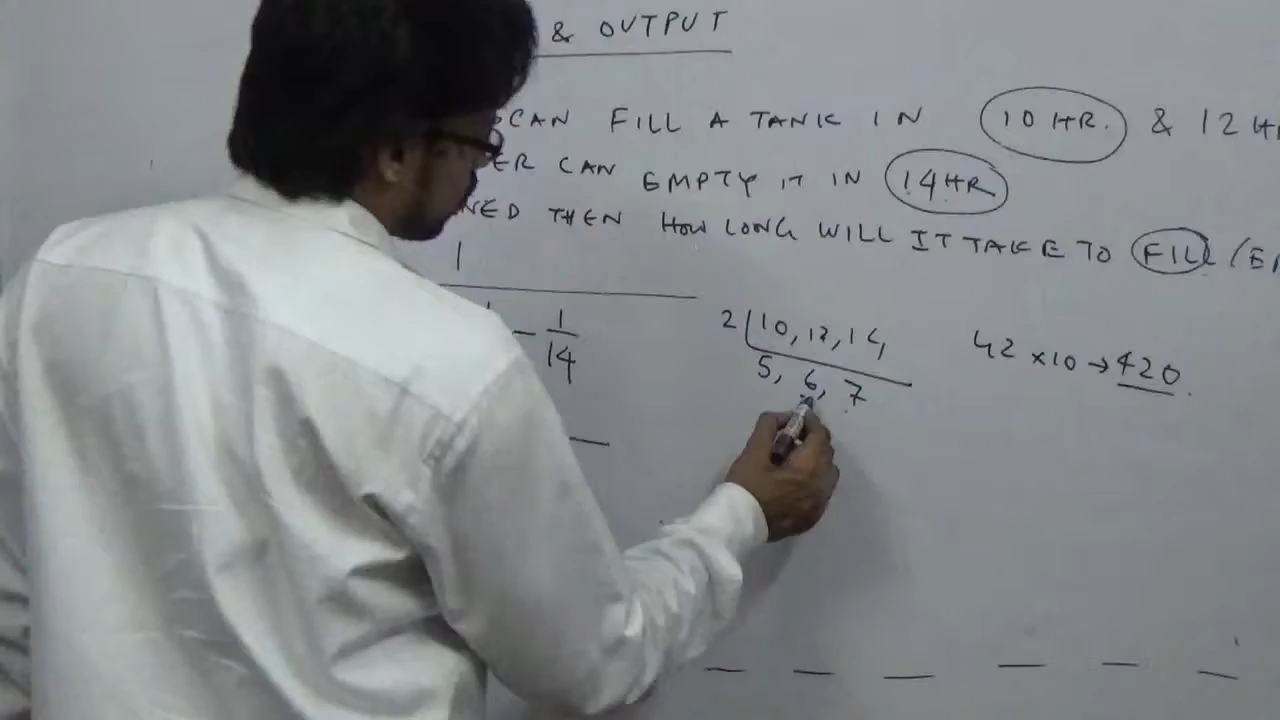 & OUTPUT
CAN FILL A TANK IN 10 HR. & 12 H
ER CAN EMPTY IT IN 14 HR
NED THEN HOW LONG WILL IT TAKE TO FILL (E
1
- 1/14
2 | 10, 12, 14,
5, 6, 7
42 × 10 → 420.